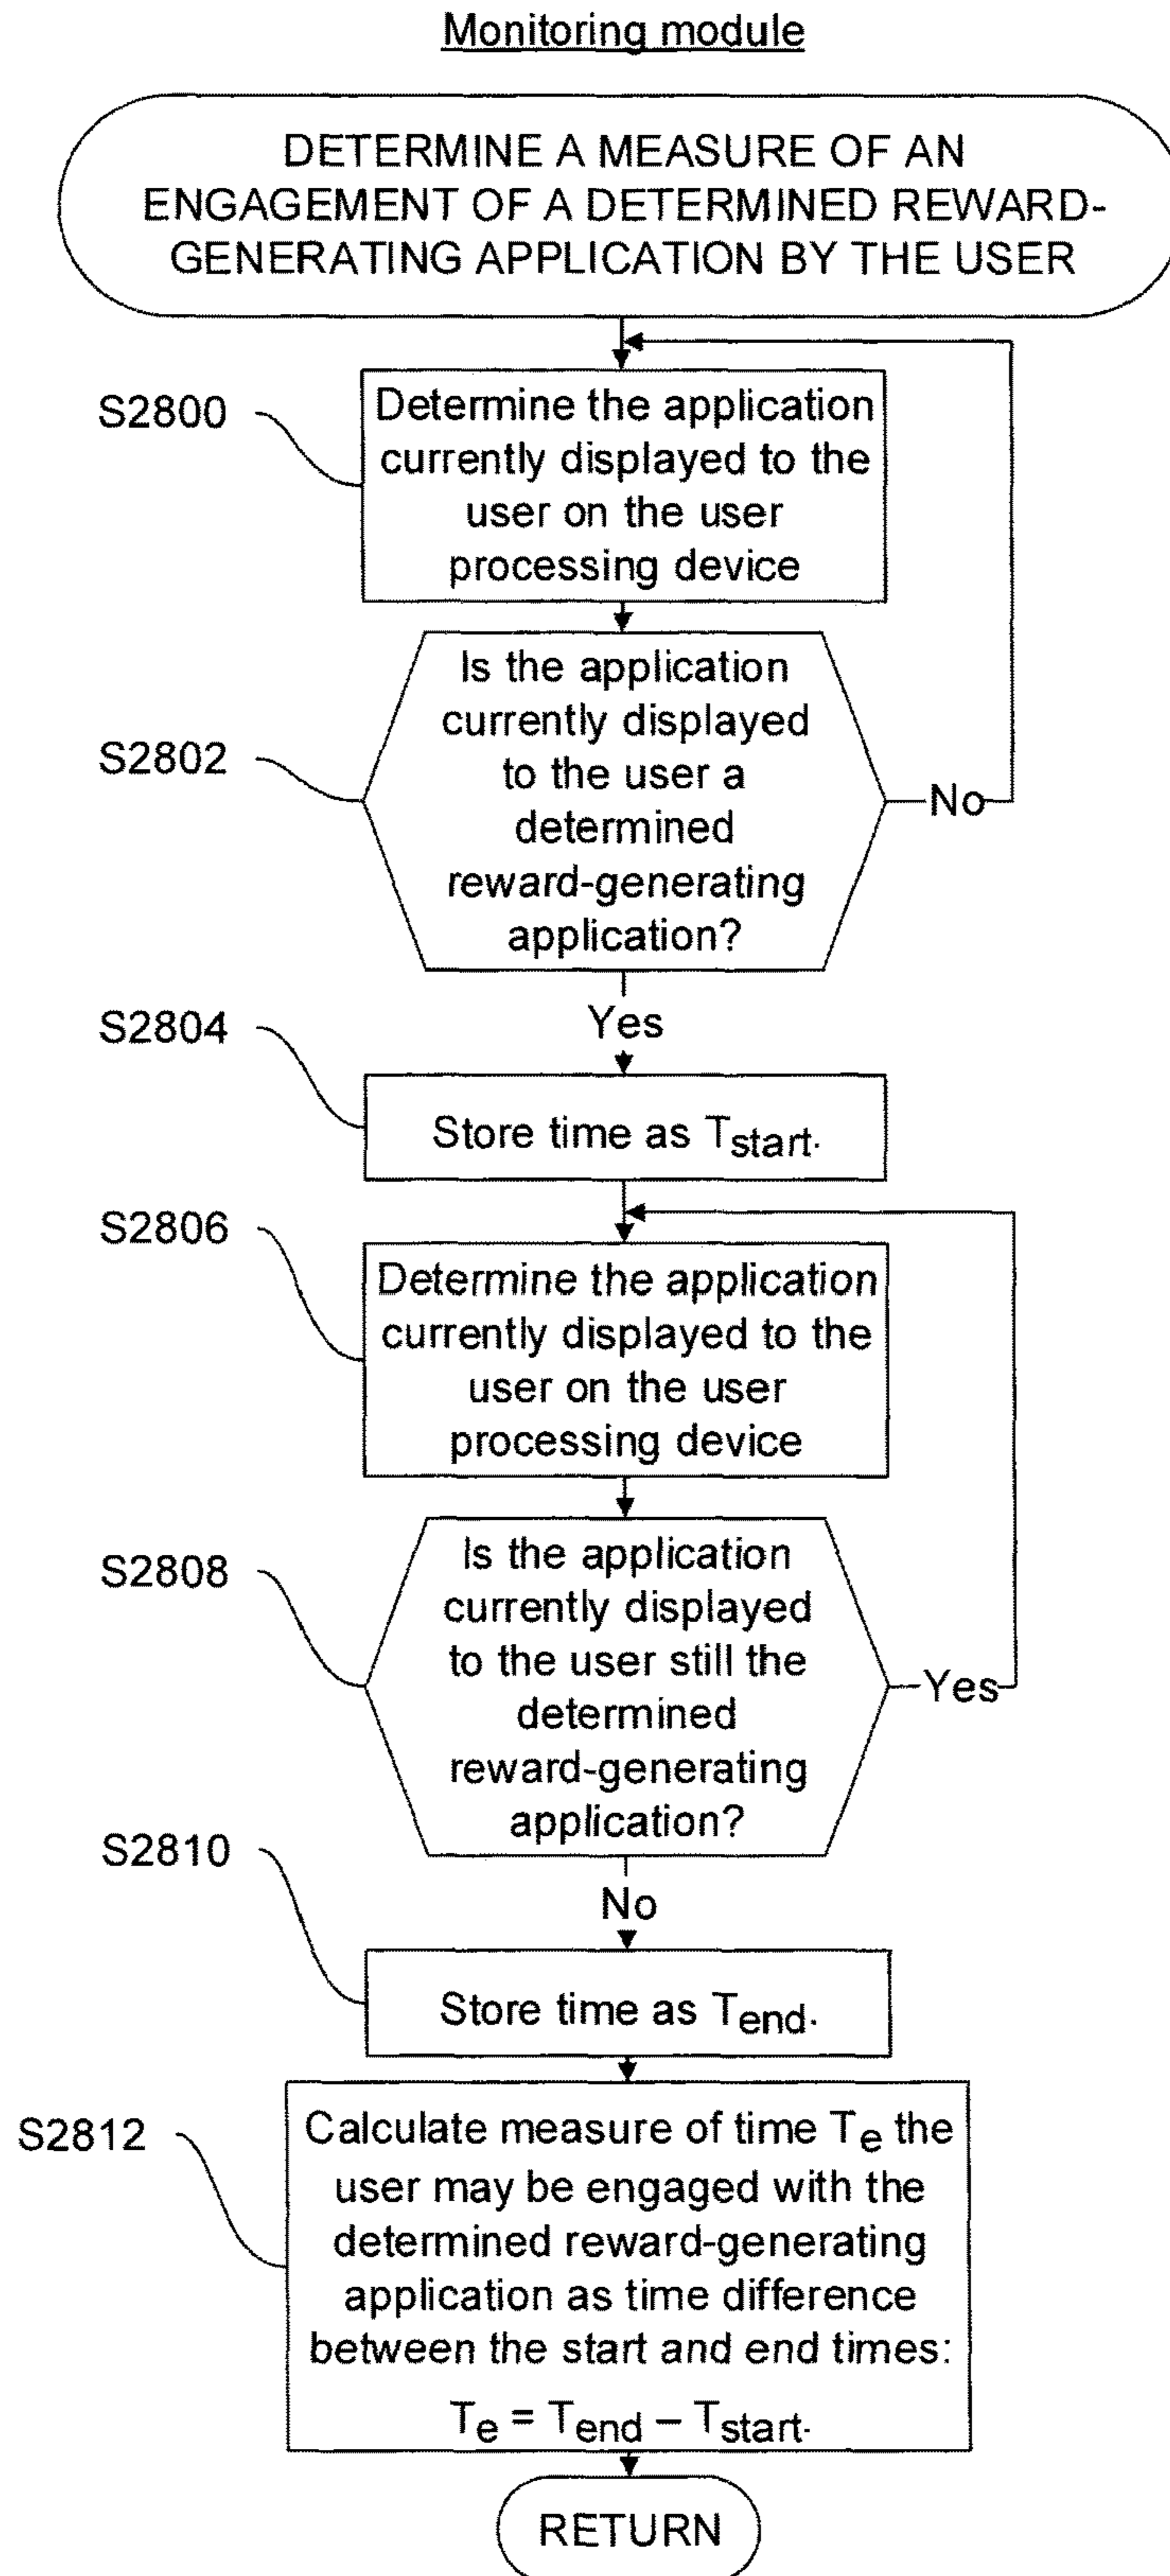 Monitoring module
DETERMINE A MEASURE OF AN
ENGAGEMENT OF A DETERMINED REWARD-
GENERATING APPLICATION BY THE USER
S2800
Determine the application
currently displayed to the
user on the user
processing device
S2802
Is the application
currently displayed
to the user a
determined
reward-generating
application?
No
Yes
S2804
Store time as Tstart.
S2806
Determine the application
currently displayed to the
user on the user
processing device
S2808
Is the application
currently displayed
to the user still the
determined
reward-generating
application?
Yes
No
S2810
Store time as Tend.
S2812
Calculate measure of time Te the
user may be engaged with the
determined reward-generating
application as time difference
between the start and end times:
Te = Tend – Tstart.
RETURN